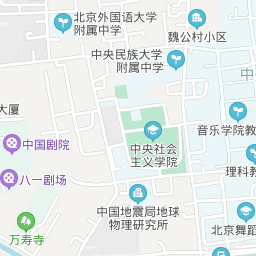 北京外国语大学
附属中学
魏公村小区
中央民族大学
附属中学
大厦
音乐学院教
中国剧院
中央社会
主义学院
理科教
八一剧场
中国地震局地球
物理研究所
万寿寺
北京舞蹈